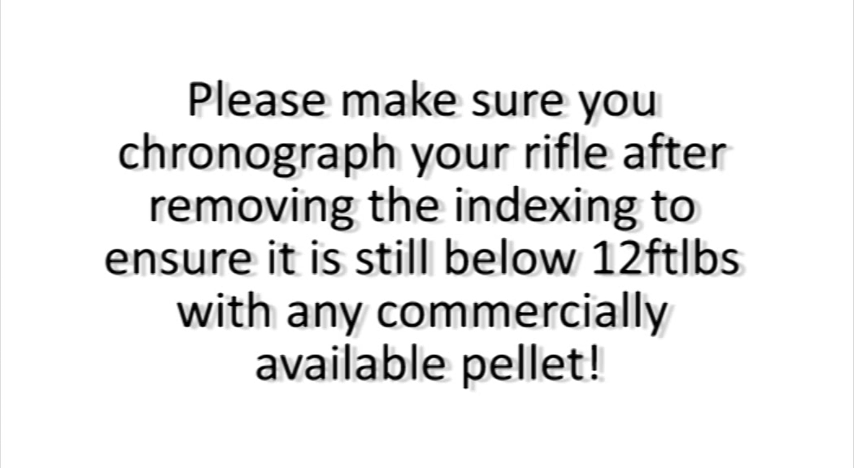 Please make sure you
chronograph your rifle after
removing the indexing to
ensure it is still below 12ftlbs
with any commercially
available pellet!